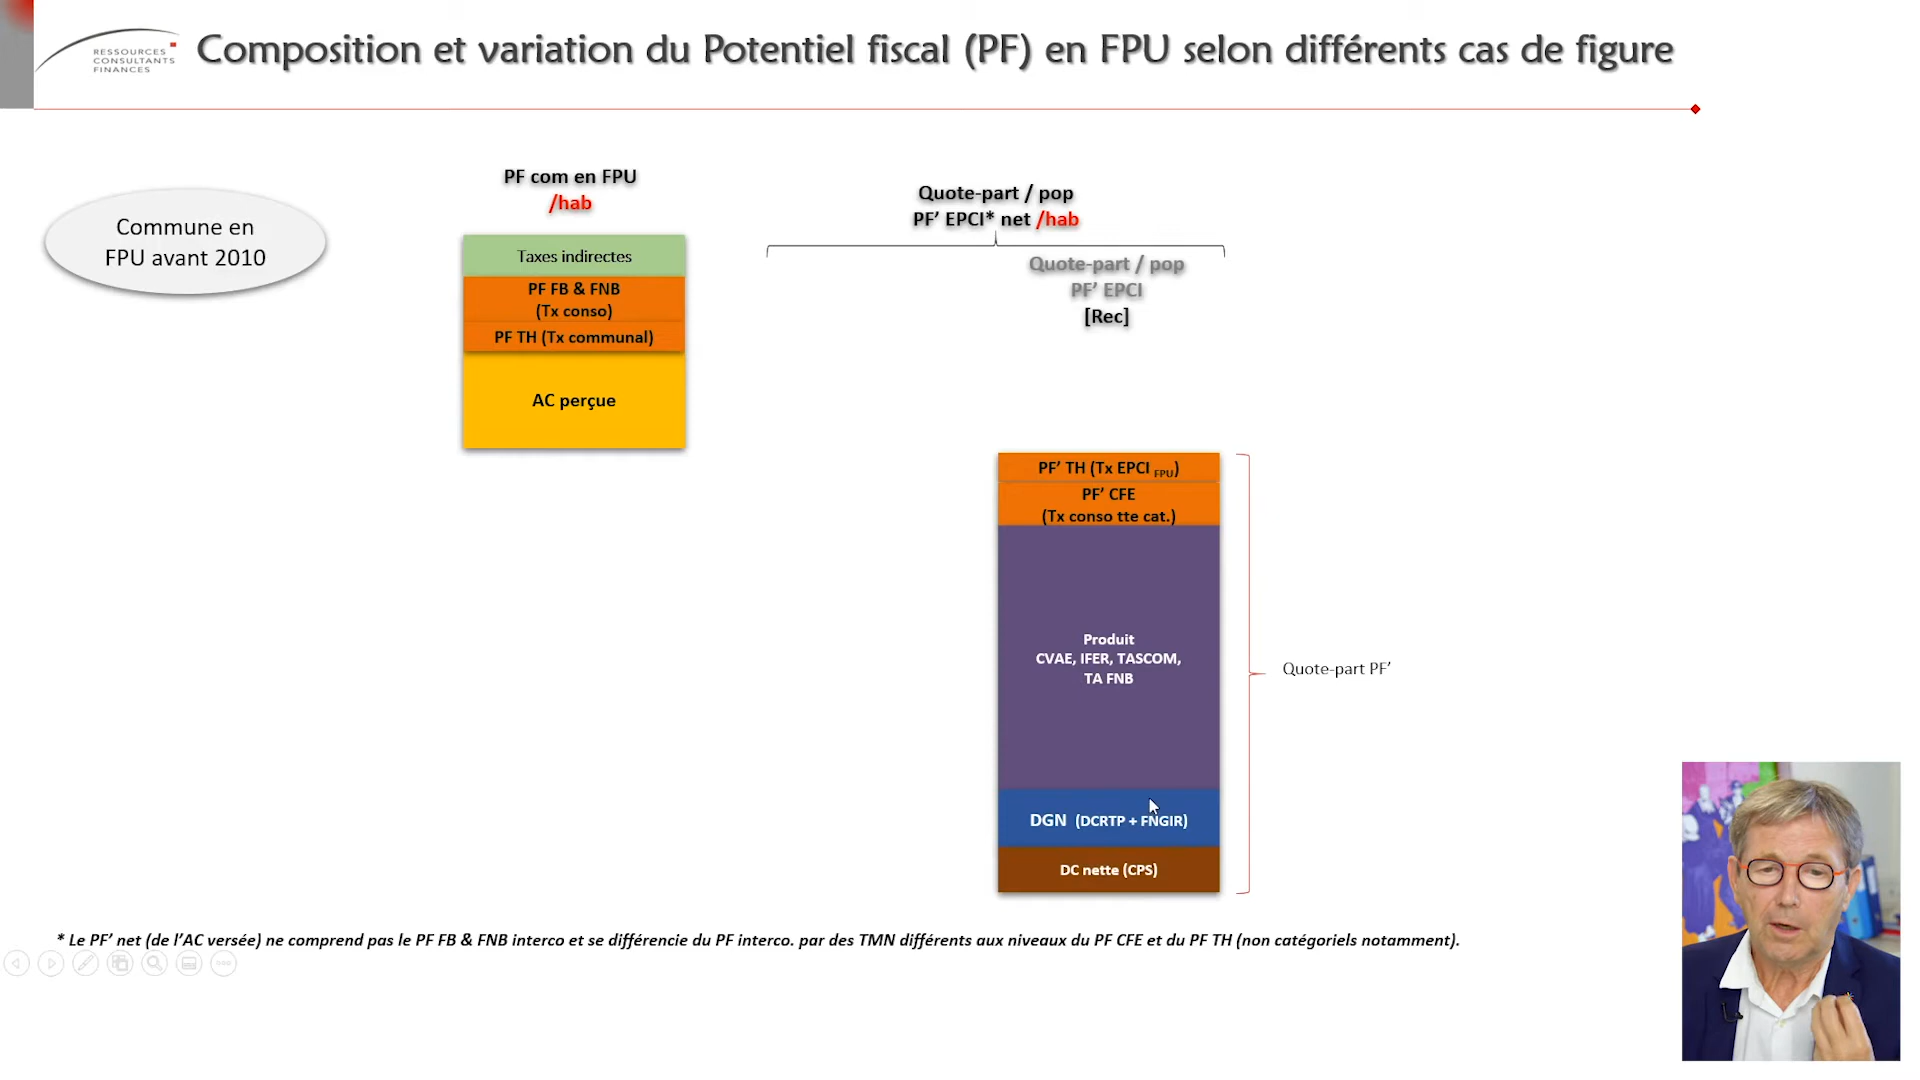 RESSOURCES
CONSULTANTS
FINANCES
Composition et variation du Potentiel fiscal (PF) en FPU selon différents cas de figure
Commune en
FPU avant 2010
PF com en FPU
/hab
Taxes indirectes
PF FB & FNB
(Tx conso)
PF TH (Tx communal)
AC perçue
Quote-part / pop
PF’ EPCI* net /hab
Quote-part / pop
PF’ EPCI
[Rec]
PF’ TH (Tx EPCI FPU)
PF’ CFE
(Tx conso tte cat.)
Produit
CVAE, IFER, TASCOM,
TA FNB
DGN (DCRTP + FNGIR)
DC nette (CPS)
Quote-part PF’
* Le PF’ net (de l’AC versée) ne comprend pas le PF FB & FNB interco et se différencie du PF interco. par des TMN différents aux niveaux du PF CFE et du PF TH (non catégoriels notamment).